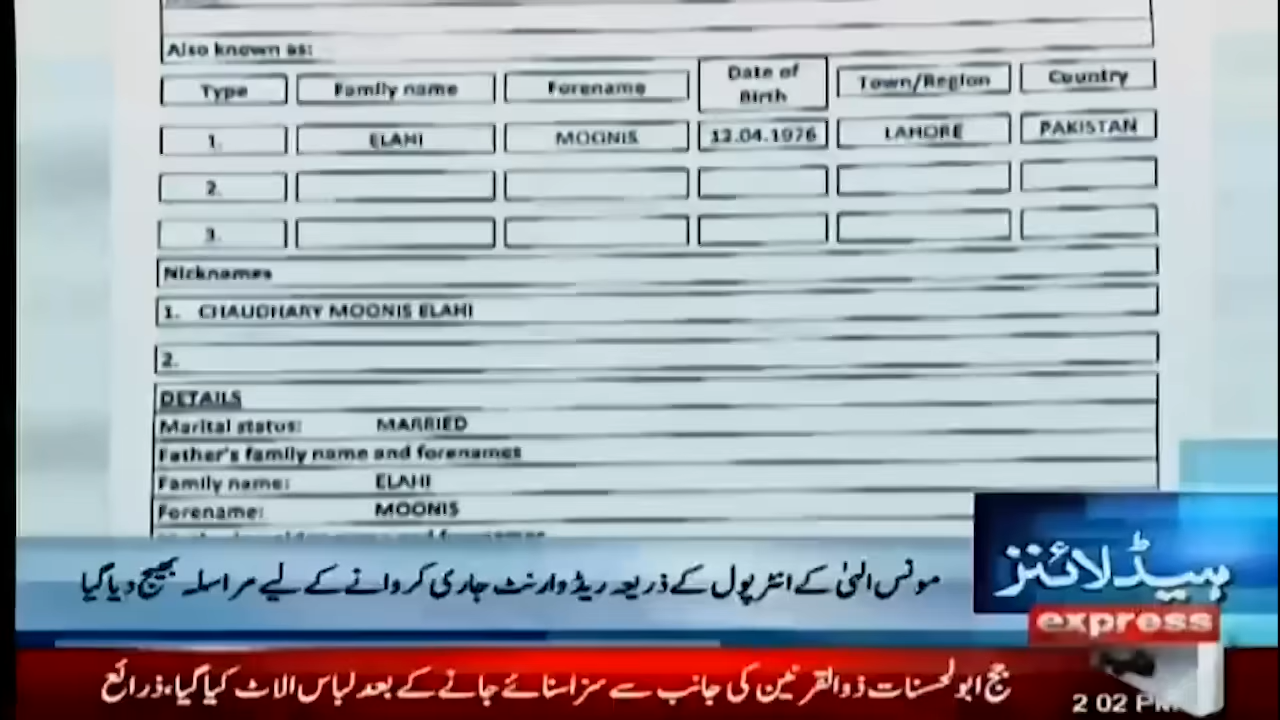 Also known as:
Type Family name Forename Date of Birth Town/Region Country
1. ELAHI MOONIS 12.04.1976 LAHORE PAKISTAN
2.
3.
Nicknames
1. CHAUDHARY MOONIS ELAHI
2.
DETAILS
Marital status: MARRIED
Father's family name and forenames
Family name: ELAHI
Forename: MOONIS
ہیڈلائنز
مونس الٰہی کے انٹرپول کے ذریعہ ریڈ وارنٹ جاری کروانے کے لیے مراسلہ بھیج دیا گیا
express
جج ابوالحسنات ذوالقرنین کی جانب سے سزا سنائے جانے کے بعد لباس الاٹ کیا گیا، ذرائع
2 02 PM